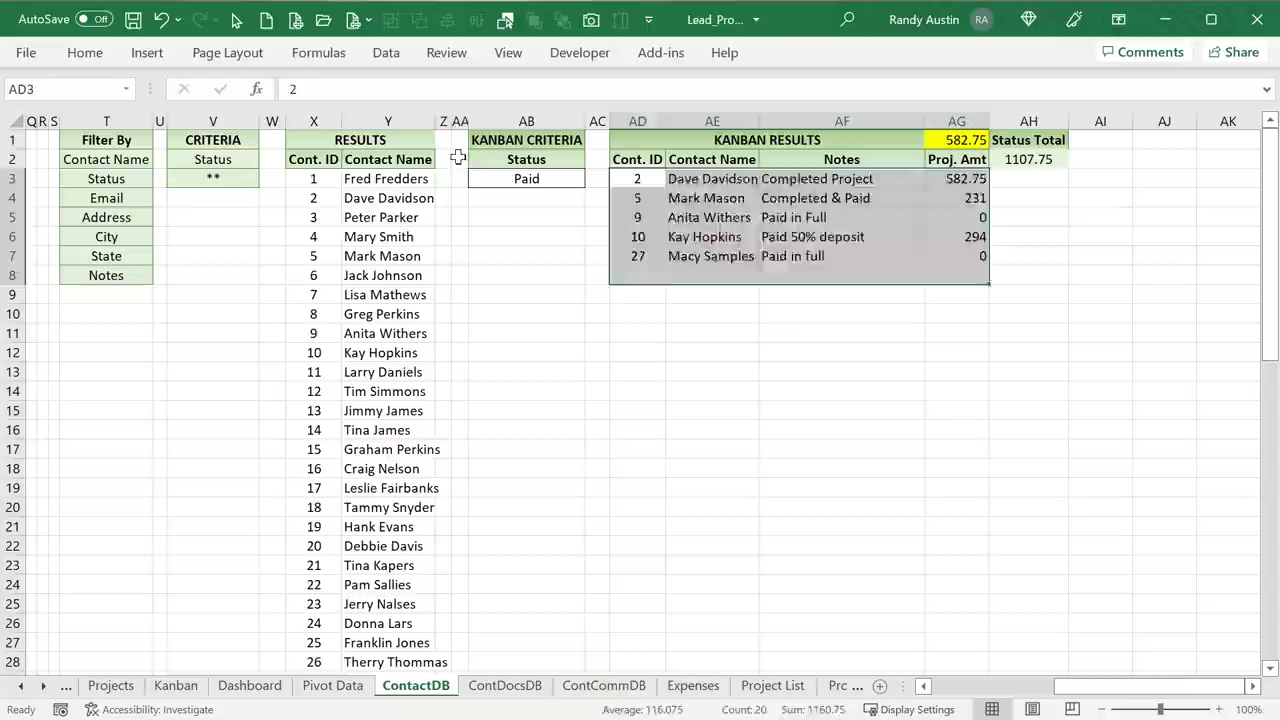 AutoSave Off Lead_Pro... Randy Austin RA
File Home Insert Page Layout Formulas Data Review View Developer Add-ins Help Comments Share
AD3 fx 2
Q R S T U V W X Y Z AA AB AC AD AE AF AG AH AI AJ AK
1 Filter By CRITERIA RESULTS KANBAN CRITERIA KANBAN RESULTS 582.75 Status Total
2 Contact Name Status Cont. ID Contact Name Status Cont. ID Contact Name Notes Proj. Amt 1107.75
3 Status ** 1 Fred Fredders Paid 2 Dave Davidson Completed Project 582.75
4 Email 2 Dave Davidson 5 Mark Mason Completed & Paid 231
5 Address 3 Peter Parker 9 Anita Withers Paid in Full 0
6 City 4 Mary Smith 10 Kay Hopkins Paid 50% deposit 294
7 State 5 Mark Mason 27 Macy Samples Paid in full 0
8 Notes 6 Jack Johnson
9 7 Lisa Mathews
10 8 Greg Perkins
11 9 Anita Withers
12 10 Kay Hopkins
13 11 Larry Daniels
14 12 Tim Simmons
15 13 Jimmy James
16 14 Tina James
17 15 Graham Perkins
18 16 Craig Nelson
19 17 Leslie Fairbanks
20 18 Tammy Snyder
21 19 Hank Evans
22 20 Debbie Davis
23 21 Tina Kapers
24 22 Pam Sallies
25 23 Jerry Nalses
26 24 Donna Lars
27 25 Franklin Jones
28 26 Therry Thommas
... Projects Kanban Dashboard Pivot Data ContactDB ContDocsDB ContCommDB Expenses Project List Prc ...
Ready Accessibility: Investigate Average: 116.075 Count: 20 Sum: 1160.75 Display Settings 100%